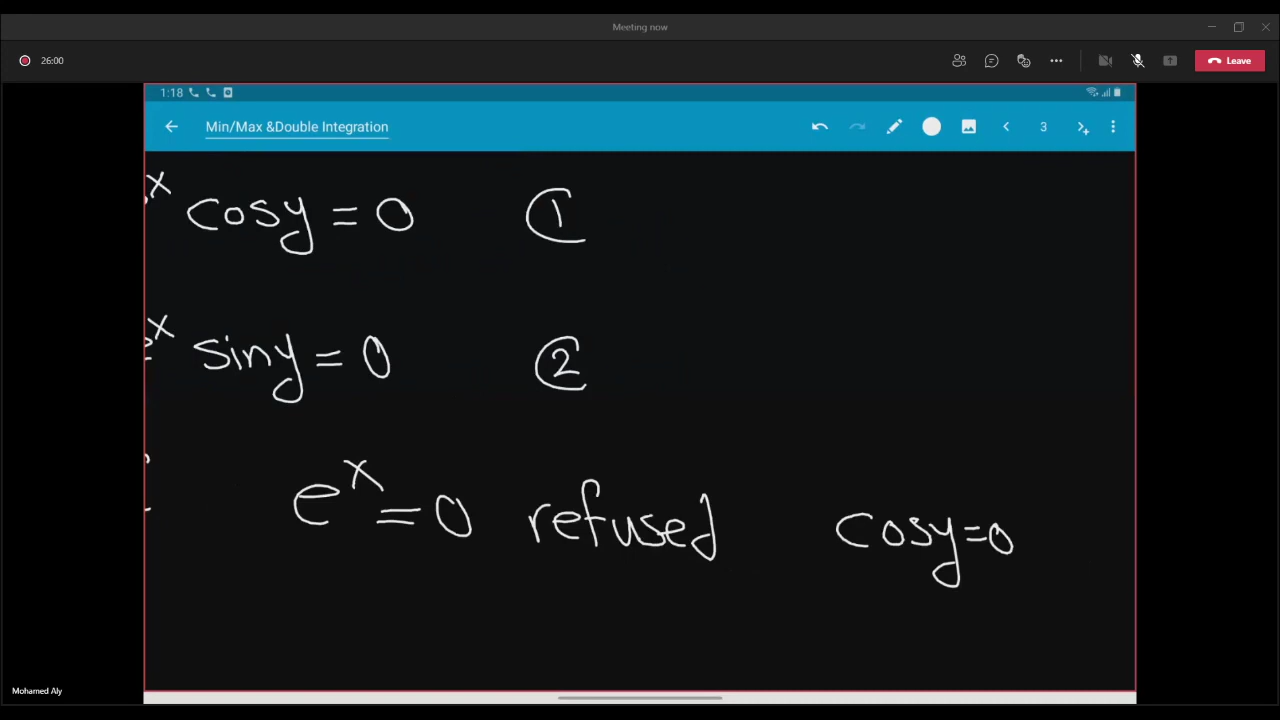 Meeting now
26:00
Leave
1:18
Min/Max &Double Integration
3
x cosy = 0 ①
x siny = 0 ②
e^x = 0 refused cosy=0
Mohamed Aly